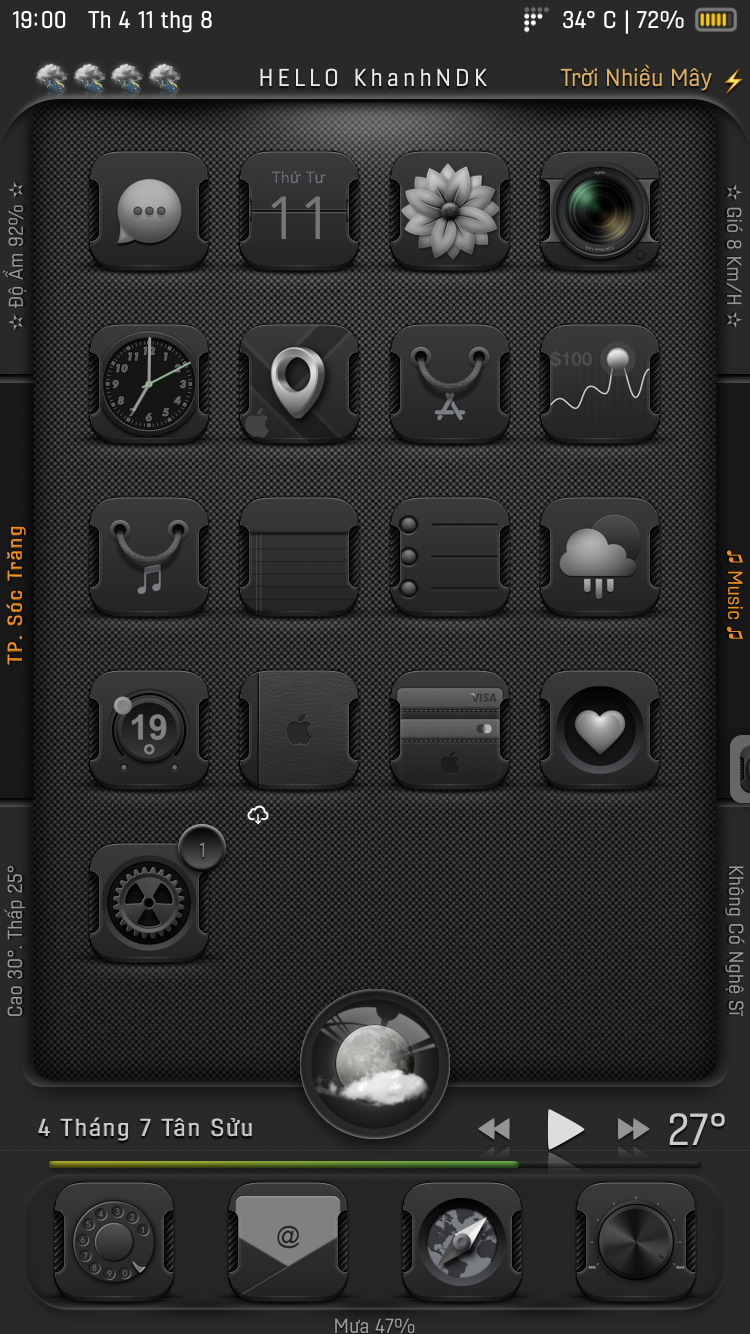 19:00 Th 4 11 thg 8
34° C | 72%
HELLO KhanhNDK
Trời Nhiều Mây
☆ Độ Ẩm 92% ☆
☆ Gió 8 Km/H ☆
Thứ Tư
11
$100
TP. Sóc Trăng
♫ Music ♫
VISA
19
1
Cao 30°. Thấp 25°
Không Có Nghệ Sĩ
4 Tháng 7 Tân Sửu
27°
@
MIN
MAX
Mưa 47%